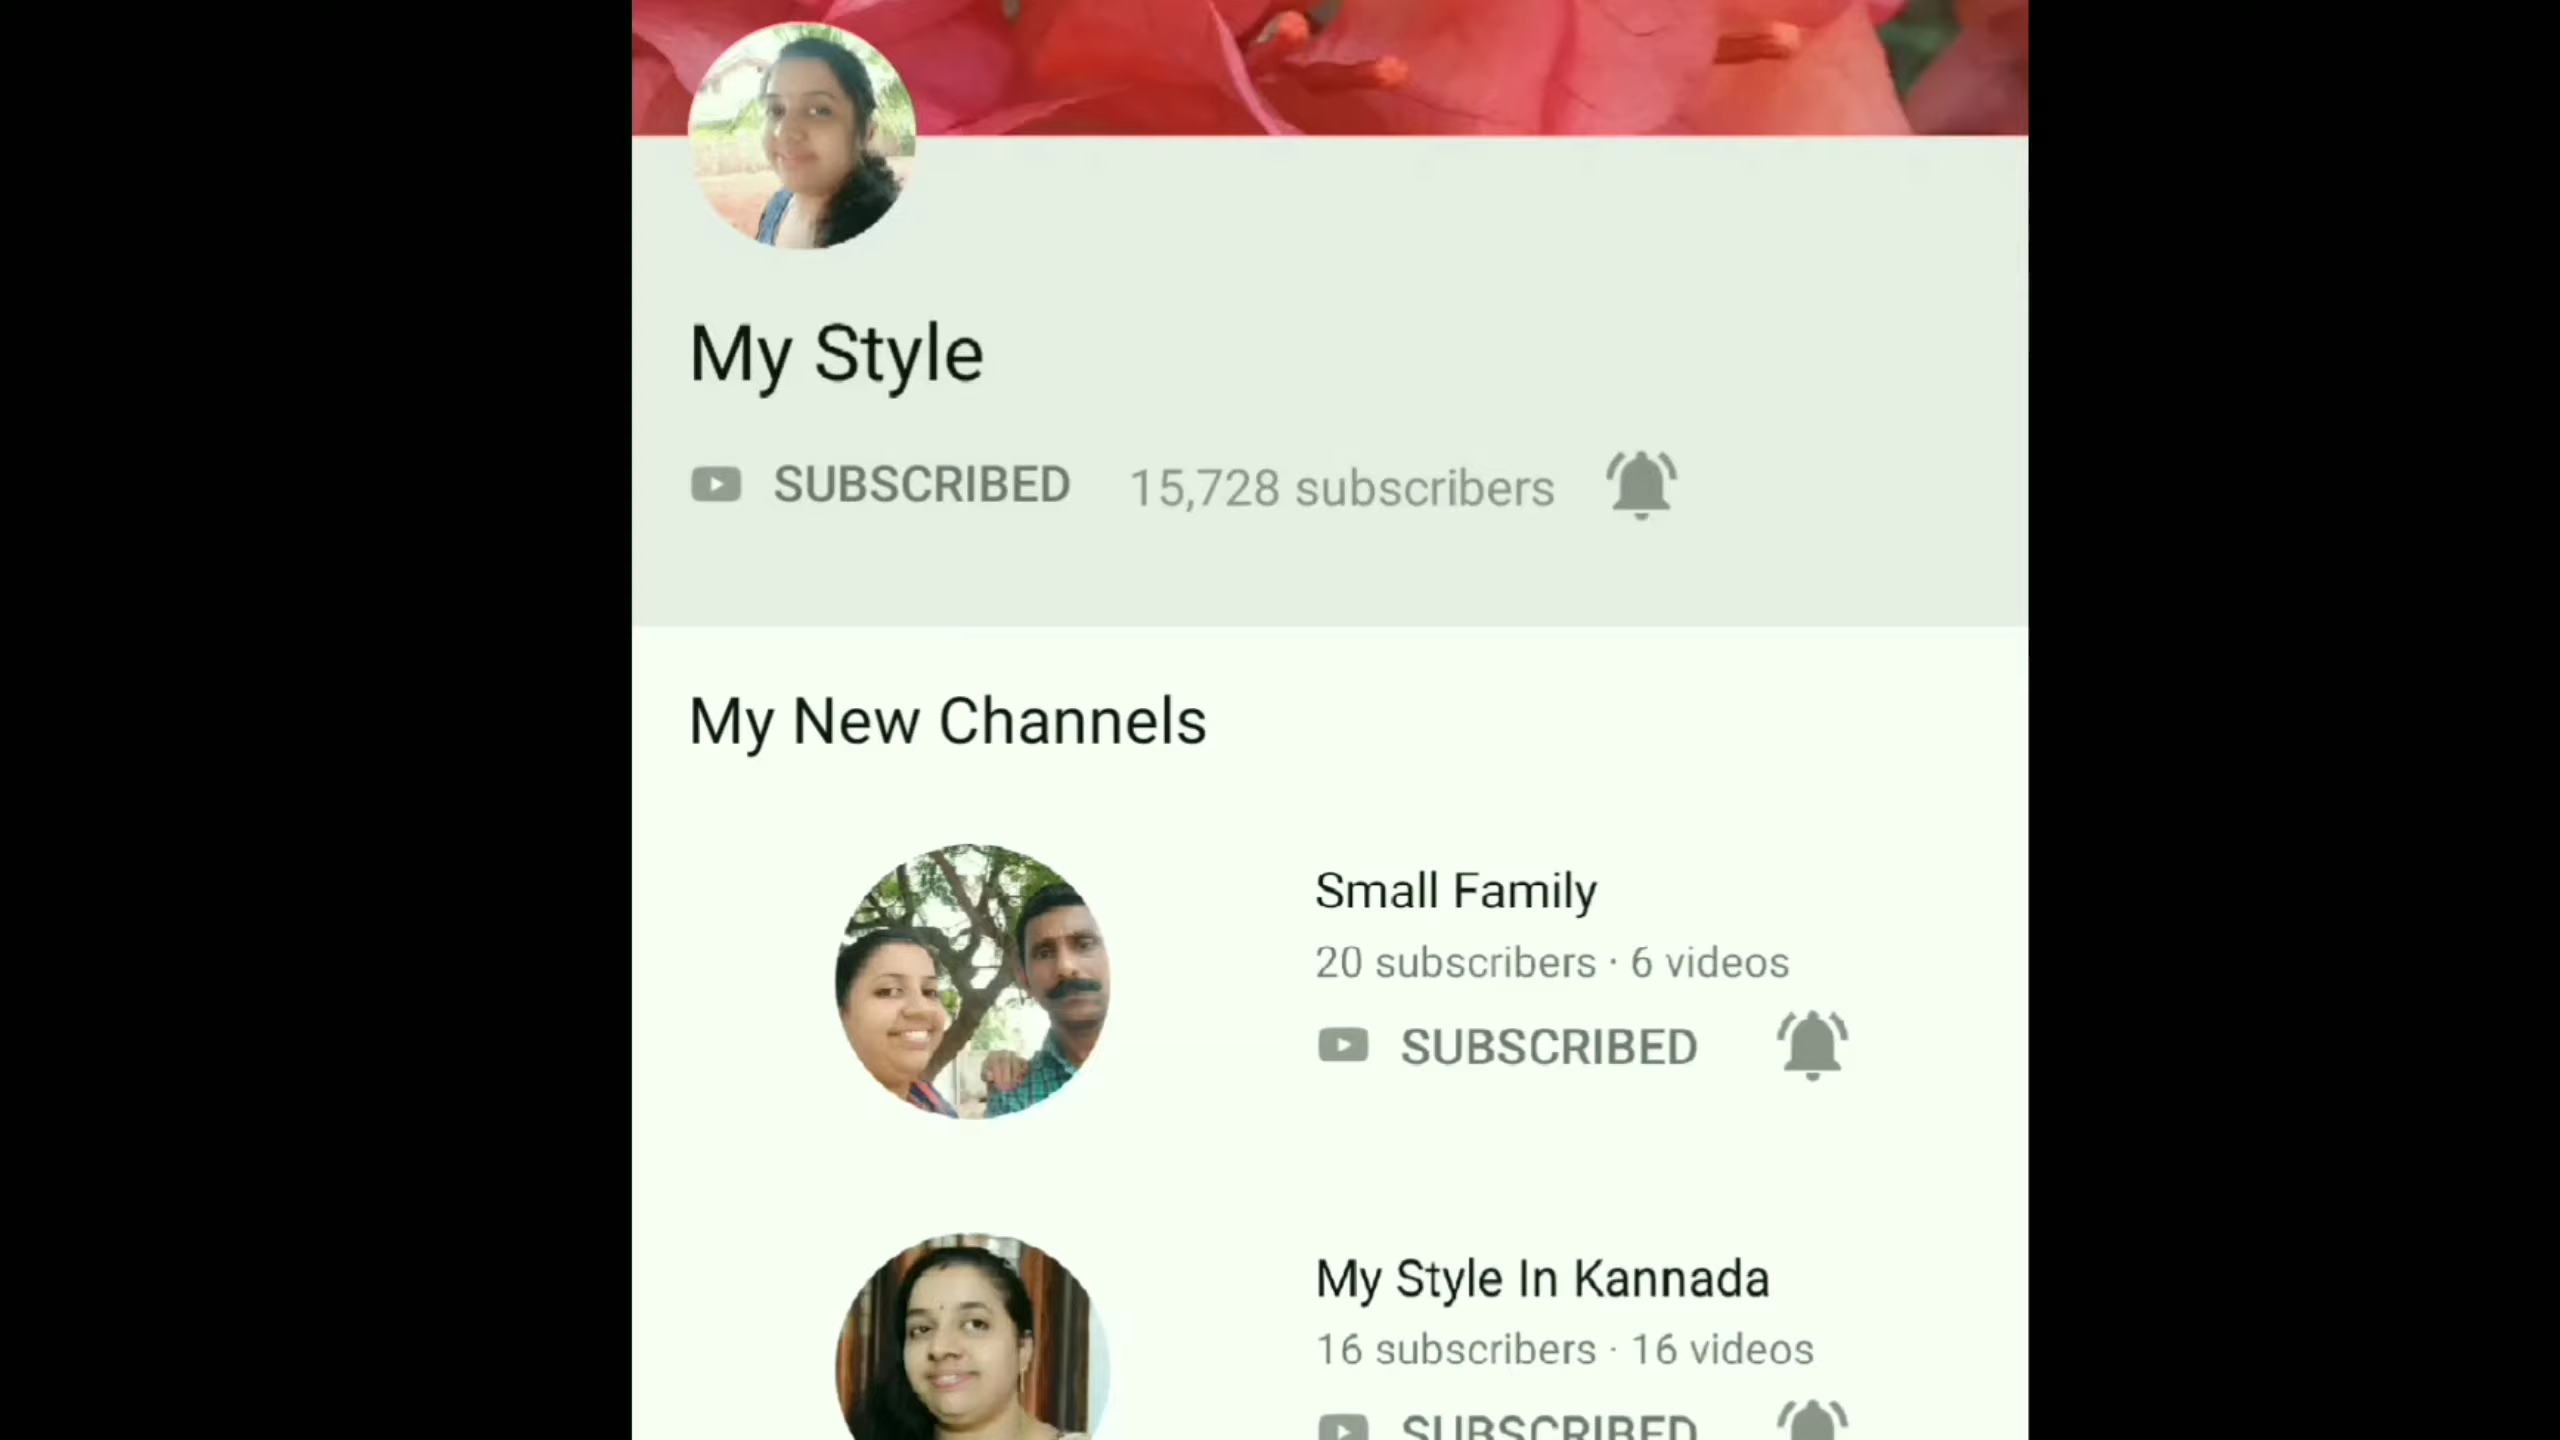 My Style
SUBSCRIBED 15,728 subscribers
My New Channels
Small Family
20 subscribers · 6 videos
SUBSCRIBED
My Style In Kannada
16 subscribers · 16 videos
SUBSCRIBED